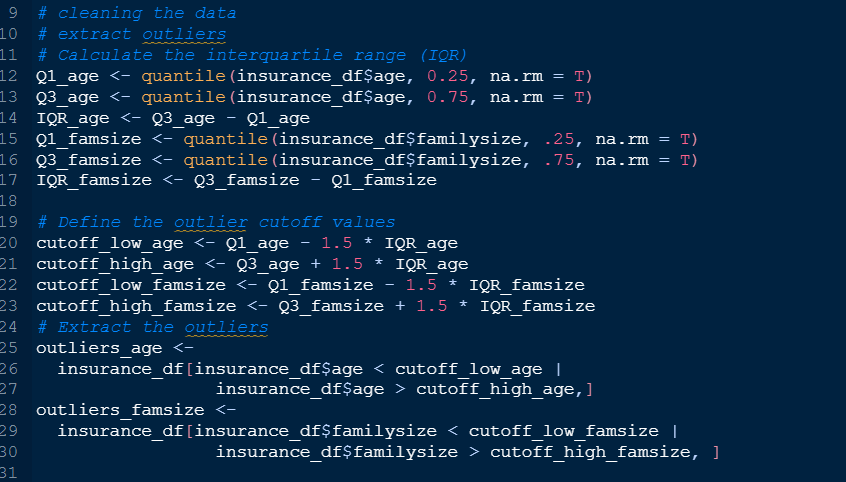 9 # cleaning the data
10 # extract outliers
11 # Calculate the interquartile range (IQR)
12 Q1_age <- quantile(insurance_df$age, 0.25, na.rm = T)
13 Q3_age <- quantile(insurance_df$age, 0.75, na.rm = T)
14 IQR_age <- Q3_age - Q1_age
15 Q1_famsize <- quantile(insurance_df$familysize, .25, na.rm = T)
16 Q3_famsize <- quantile(insurance_df$familysize, .75, na.rm = T)
17 IQR_famsize <- Q3_famsize - Q1_famsize
18
19 # Define the outlier cutoff values
20 cutoff_low_age <- Q1_age - 1.5 * IQR_age
21 cutoff_high_age <- Q3_age + 1.5 * IQR_age
22 cutoff_low_famsize <- Q1_famsize - 1.5 * IQR_famsize
23 cutoff_high_famsize <- Q3_famsize + 1.5 * IQR_famsize
24 # Extract the outliers
25 outliers_age <-
26   insurance_df[insurance_df$age < cutoff_low_age |
27                  insurance_df$age > cutoff_high_age,]
28 outliers_famsize <-
29   insurance_df[insurance_df$familysize < cutoff_low_famsize |
30                  insurance_df$familysize > cutoff_high_famsize, ]
31